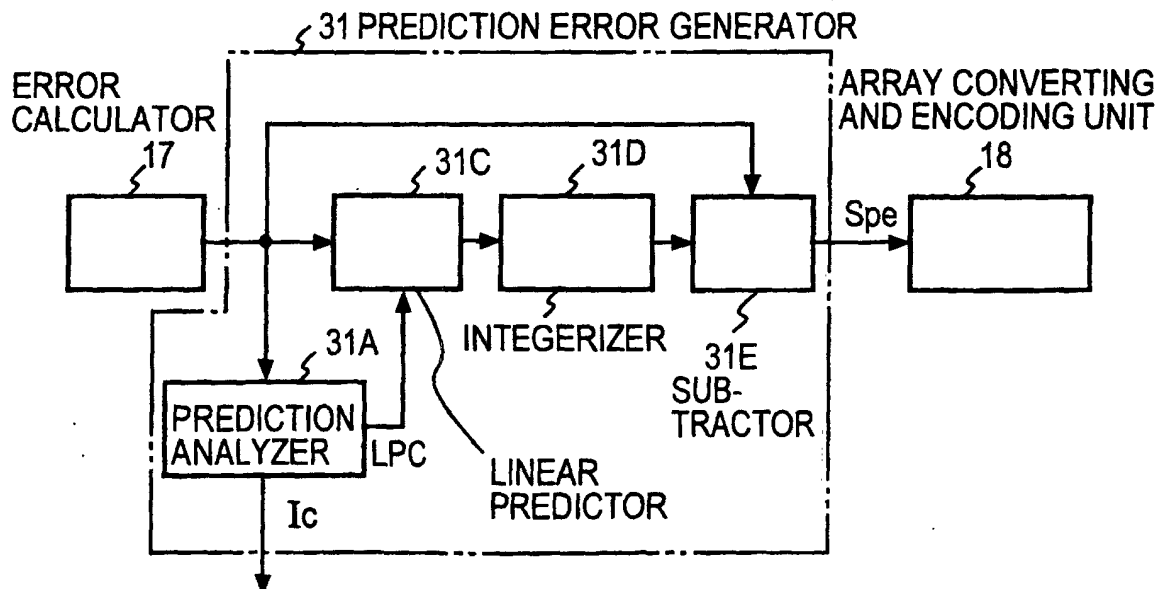 31 PREDICTION ERROR GENERATOR
ERROR
CALCULATOR
17
ARRAY CONVERTING
AND ENCODING UNIT
18
31C
31D
Spe
INTEGERIZER
31A
31E
SUB-
TRACTOR
PREDICTION
ANALYZER
LPC
LINEAR
PREDICTOR
Ic